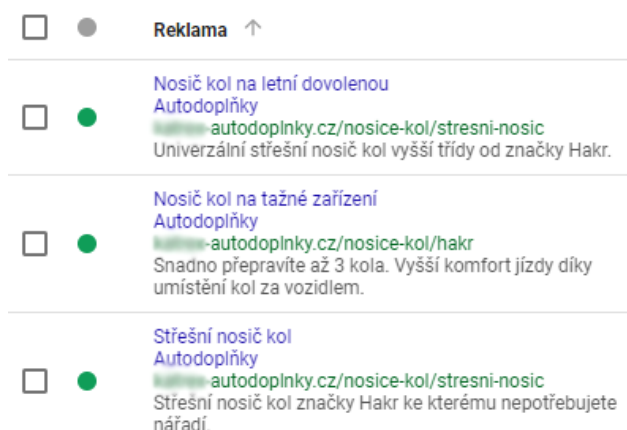 Reklama ↑
Nosič kol na letní dovolenou
Autodoplňky
-autodoplnky.cz/nosice-kol/stresni-nosic
Univerzální střešní nosič kol vyšší třídy od značky Hakr.
Nosič kol na tažné zařízení
Autodoplňky
-autodoplnky.cz/nosice-kol/hakr
Snadno přepravíte až 3 kola. Vyšší komfort jízdy díky
umístění kol za vozidlem.
Střešní nosič kol
Autodoplňky
-autodoplnky.cz/nosice-kol/stresni-nosic
Střešní nosič kol značky Hakr ke kterému nepotřebujete
nářadí.